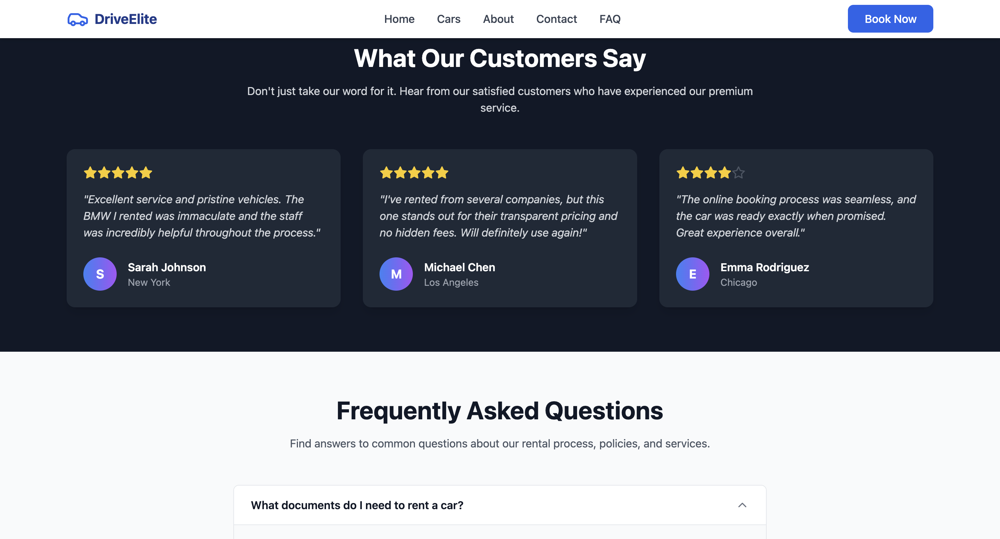 DriveElite
Home
Cars
About
Contact
FAQ
Book Now
What Our Customers Say
Don't just take our word for it. Hear from our satisfied customers who have experienced our premium
service.
"Excellent service and pristine vehicles. The
BMW I rented was immaculate and the staff
was incredibly helpful throughout the process."
S
Sarah Johnson
New York
"I've rented from several companies, but this
one stands out for their transparent pricing and
no hidden fees. Will definitely use again!"
M
Michael Chen
Los Angeles
"The online booking process was seamless, and
the car was ready exactly when promised.
Great experience overall."
E
Emma Rodriguez
Chicago
Frequently Asked Questions
Find answers to common questions about our rental process, policies, and services.
What documents do I need to rent a car?